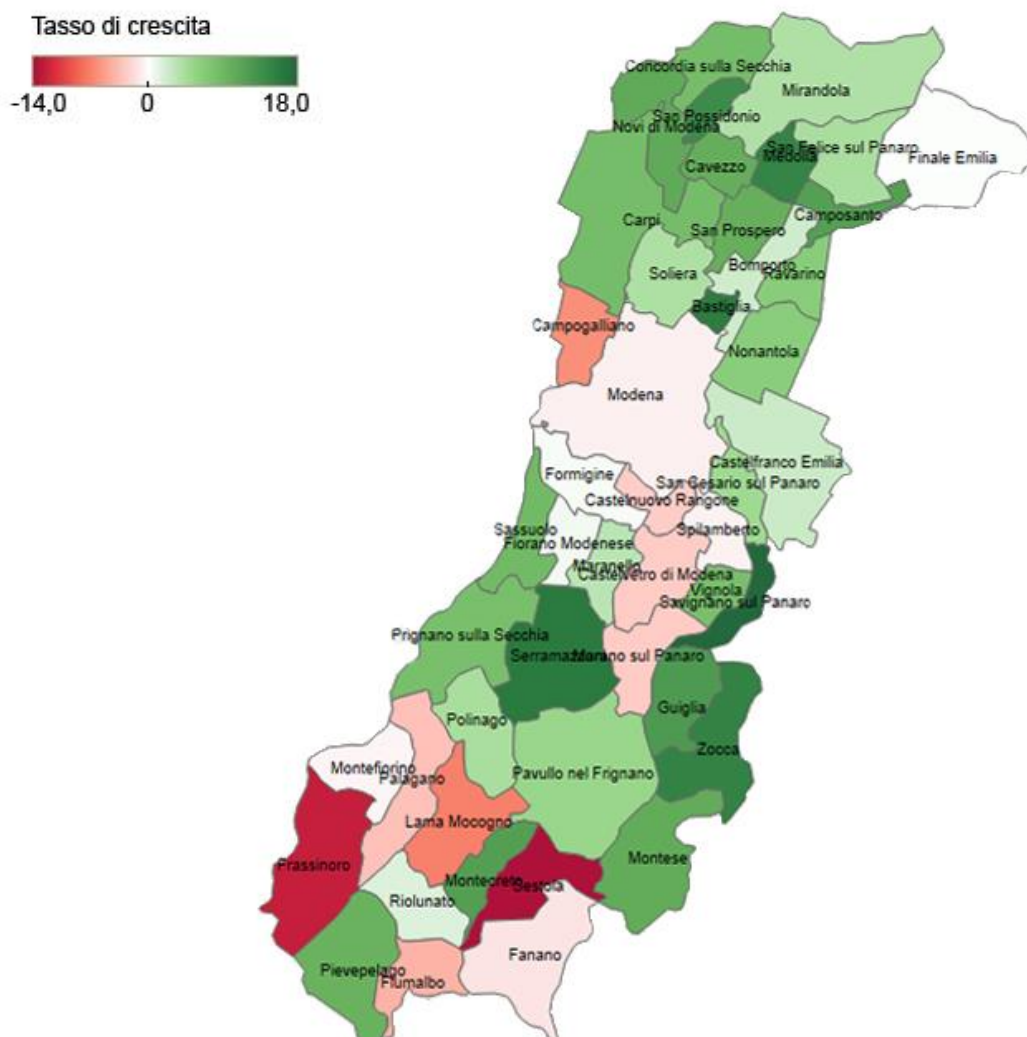 Tasso di crescita
-14,0 0 18,0
Concordia sulla Secchia
Mirandola
San Possidonio
Novi di Modena
San Felice sul Panaro
Medolla
Finale Emilia
Cavezzo
Camposanto
Carpi
San Prospero
Bomporto
Ravarino
Soliera
Bastiglia
Campogalliano
Nonantola
Modena
Castelfranco Emilia
Formigine
San Cesario sul Panaro
Castelnuovo Rangone
Sassuolo
Spilamberto
Fiorano Modenese
Maranello
Castelvetro di Modena
Vignola
Savignano sul Panaro
Prignano sulla Secchia
Serramazzoni
Marano sul Panaro
Guiglia
Polinago
Zocca
Montefiorino
Palagano
Pavullo nel Frignano
Lama Mocogno
Frassinoro
Montese
Montecreto
Sestola
Riolunato
Fanano
Pievepelago
Fiumalbo